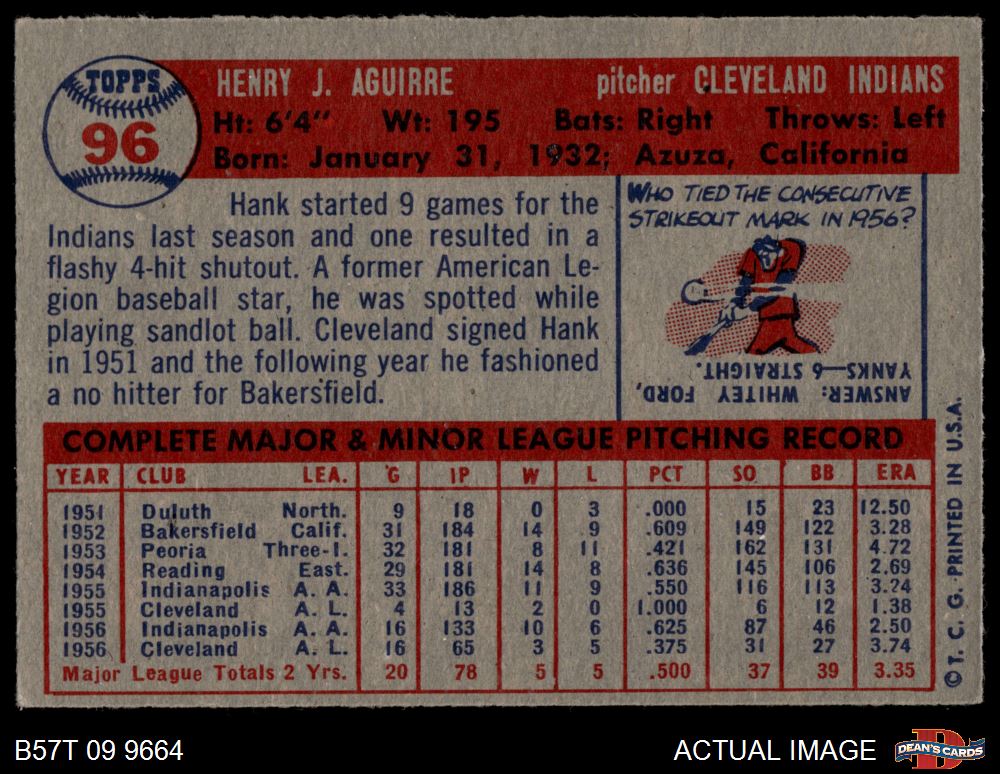 TOPPS
96
HENRY J. AGUIRRE pitcher CLEVELAND INDIANS
Ht: 6'4" Wt: 195 Bats: Right Throws: Left
Born: January 31, 1932; Azuza, California
Hank started 9 games for the
Indians last season and one resulted in a
flashy 4-hit shutout. A former American Le-
gion baseball star, he was spotted while
playing sandlot ball. Cleveland signed Hank
in 1951 and the following year he fashioned
a no hitter for Bakersfield.
WHO TIED THE CONSECUTIVE
STRIKEOUT MARK IN 1956?
ANSWER: WHITEY FORD,
YANKS—6 STRAIGHT.
COMPLETE MAJOR & MINOR LEAGUE PITCHING RECORD
YEAR CLUB LEA. G IP W L PCT SO BB ERA
1951 Duluth North. 9 18 0 3 .000 15 23 12.50
1952 Bakersfield Calif. 31 184 14 9 .609 149 122 3.28
1953 Peoria Three-I. 32 181 8 11 .421 162 131 4.72
1954 Reading East. 29 181 14 8 .636 145 106 2.69
1955 Indianapolis A. A. 33 186 11 9 .550 116 113 3.24
1955 Cleveland A. L. 4 13 2 0 1.000 6 12 1.38
1956 Indianapolis A. A. 16 133 10 6 .625 87 46 2.50
1956 Cleveland A. L. 16 65 3 5 .375 31 27 3.74
Major League Totals 2 Yrs. 20 78 5 5 .500 37 39 3.35
©T. C. G. PRINTED IN U.S.A.
B57T 09 9664 ACTUAL IMAGE
DEAN'S CARDS